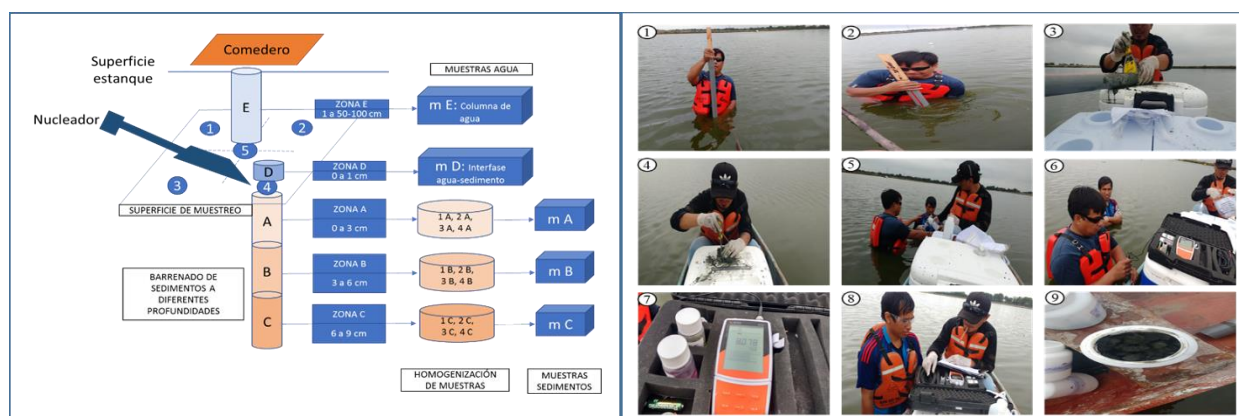 Comedero
Superficie
estanque
MUESTRAS AGUA
E
ZONA E
1 a 50-100 cm
m E: Columna de
agua
Nucleador
1
2
5
D
ZONA D
0 a 1 cm
m D: Interfase
agua-sedimento
3
4
SUPERFICIE DE MUESTREO
A
ZONA A
0 a 3 cm
1 A, 2 A,
3 A, 4 A
m A
BARRENADO DE
SEDIMENTOS A
DIFERENTES
PROFUNDIDADES
B
ZONA B
3 a 6 cm
1 B, 2 B,
3 B, 4 B
m B
C
ZONA C
6 a 9 cm
1 C, 2 C,
3 C, 4 C
m C
HOMOGENIZACIÓN
DE MUESTRAS
MUESTRAS
SEDIMENTOS
1
2
3
4
5
6
7
8
9